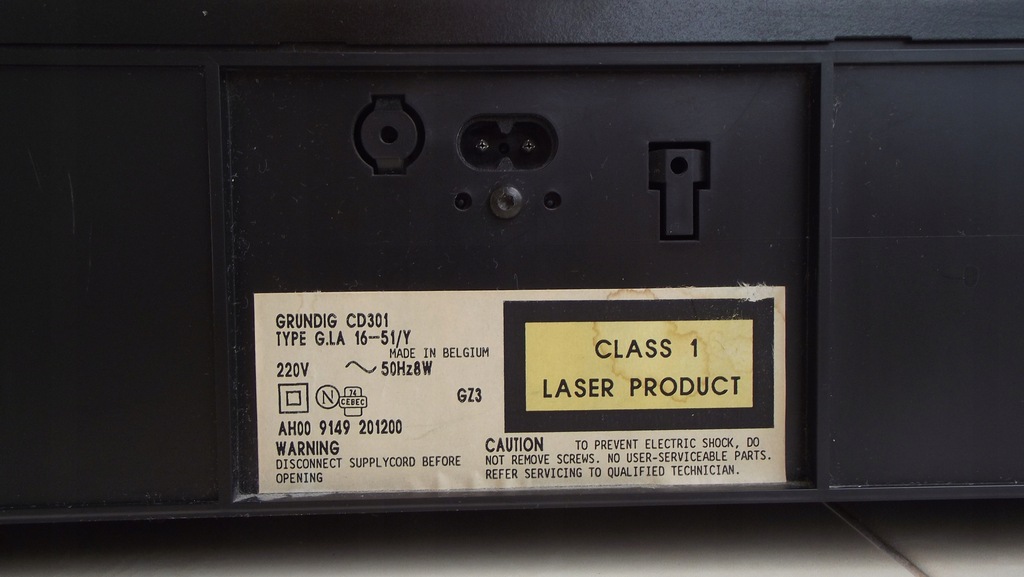 GRUNDIG CD301
TYPE G.LA 16-51/Y
MADE IN BELGIUM
220V ～ 50Hz8W
N 74 CEBEC GZ3
AH00 9149 201200
WARNING
DISCONNECT SUPPLYCORD BEFORE
OPENING
CLASS 1
LASER PRODUCT
CAUTION TO PREVENT ELECTRIC SHOCK, DO
NOT REMOVE SCREWS. NO USER-SERVICEABLE PARTS.
REFER SERVICING TO QUALIFIED TECHNICIAN.